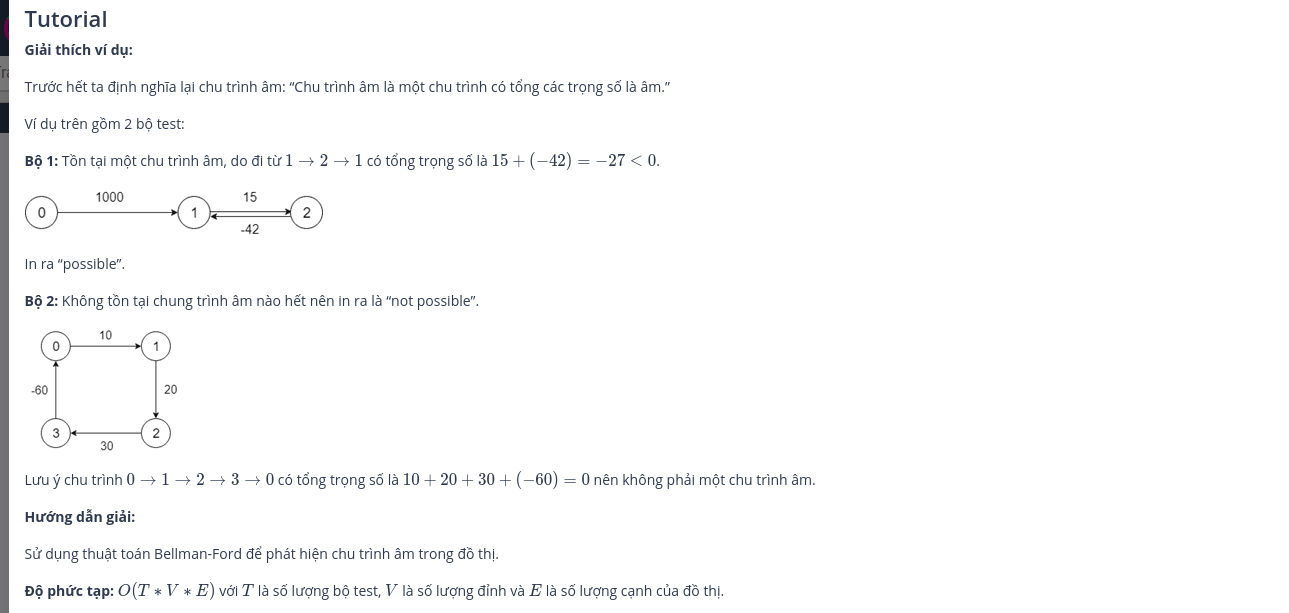 Tutorial
Giải thích ví dụ:
Trước hết ta định nghĩa lại chu trình âm: “Chu trình âm là một chu trình có tổng các trọng số là âm.”
Ví dụ trên gồm 2 bộ test:
Bộ 1: Tồn tại một chu trình âm, do đi từ 1 → 2 → 1 có tổng trọng số là 15 + (−42) = −27 < 0.
1000 15
0 1 2
-42
In ra “possible”.
Bộ 2: Không tồn tại chung trình âm nào hết nên in ra là “not possible”.
10
0 1
-60 20
3 2
30
Lưu ý chu trình 0 → 1 → 2 → 3 → 0 có tổng trọng số là 10 + 20 + 30 + (−60) = 0 nên không phải một chu trình âm.
Hướng dẫn giải:
Sử dụng thuật toán Bellman-Ford để phát hiện chu trình âm trong đồ thị.
Độ phức tạp: O(T ∗ V ∗ E) với T là số lượng bộ test, V là số lượng đỉnh và E là số lượng cạnh của đồ thị.